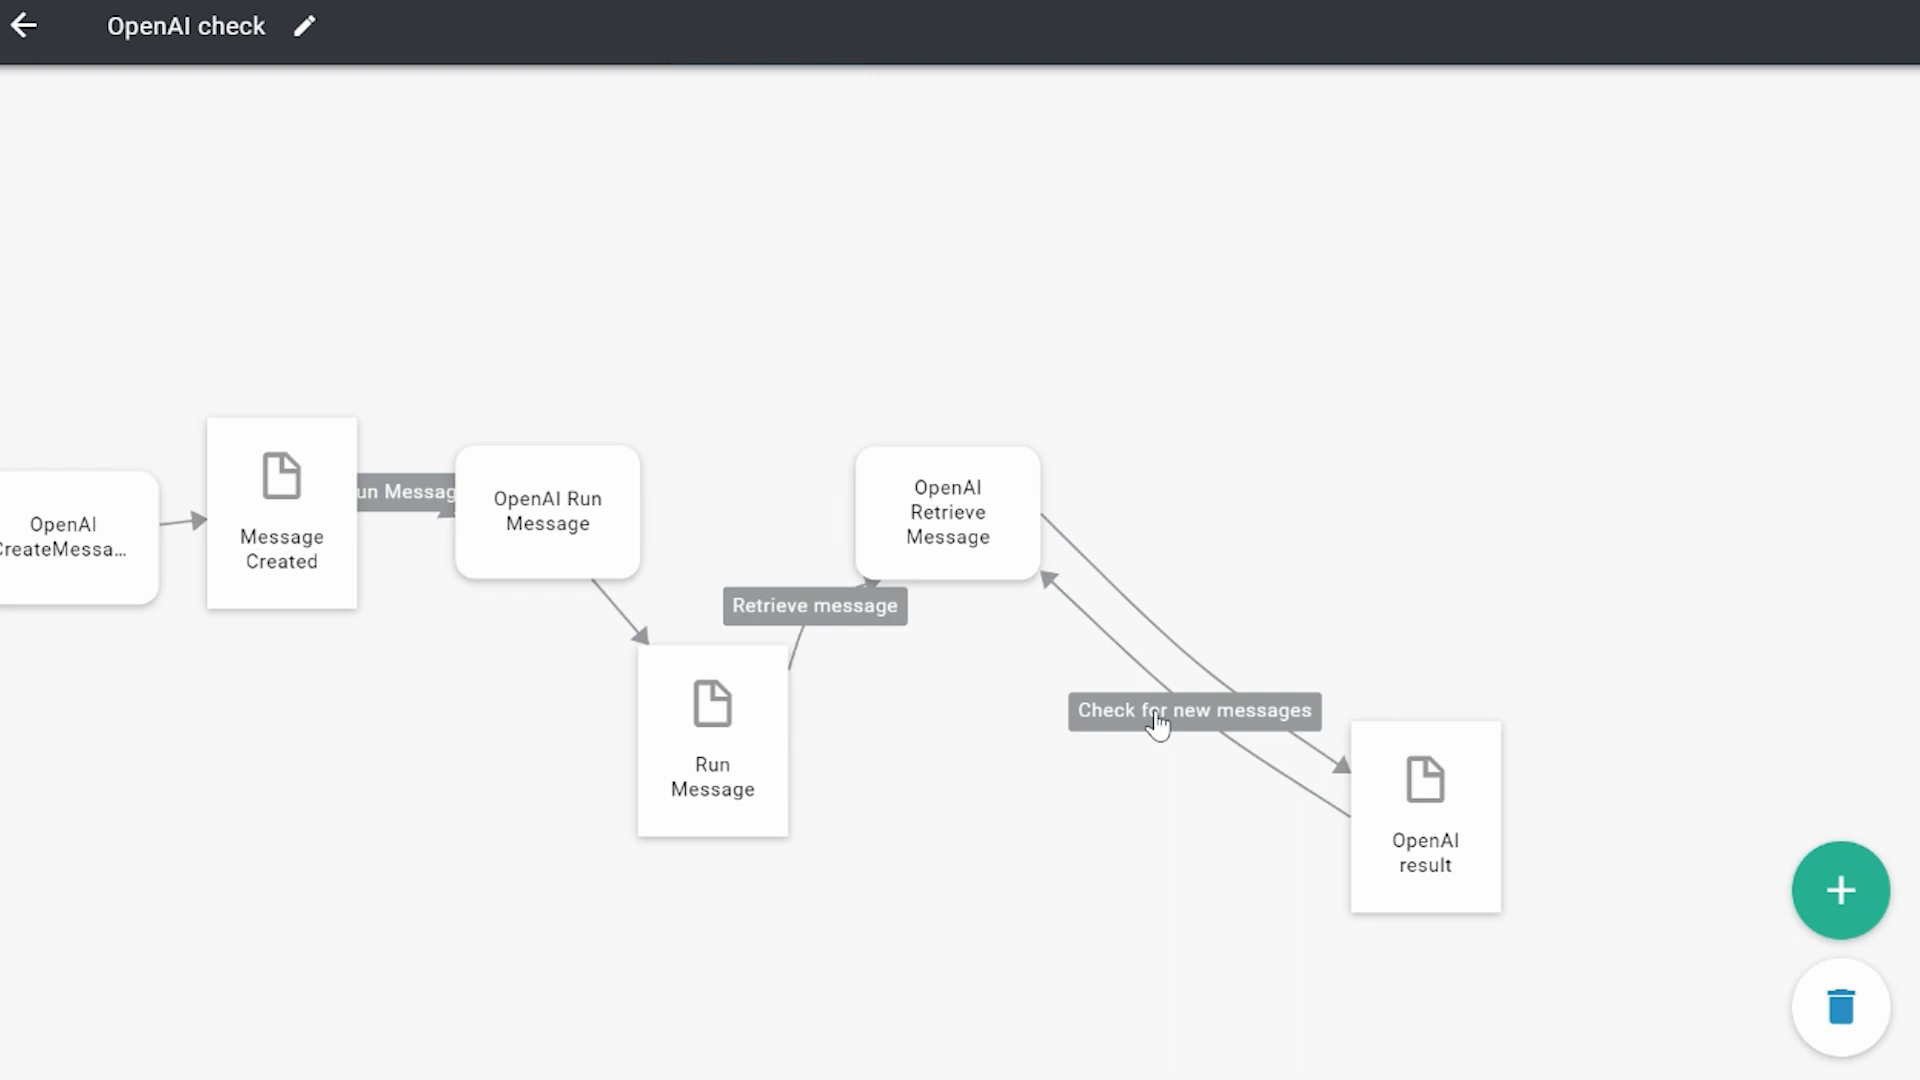 OpenAI check
OpenAI
CreateMessa...
Message
Created
un Messag
OpenAI Run
Message
OpenAI
Retrieve
Message
Retrieve message
Run
Message
Check for new messages
OpenAI
result